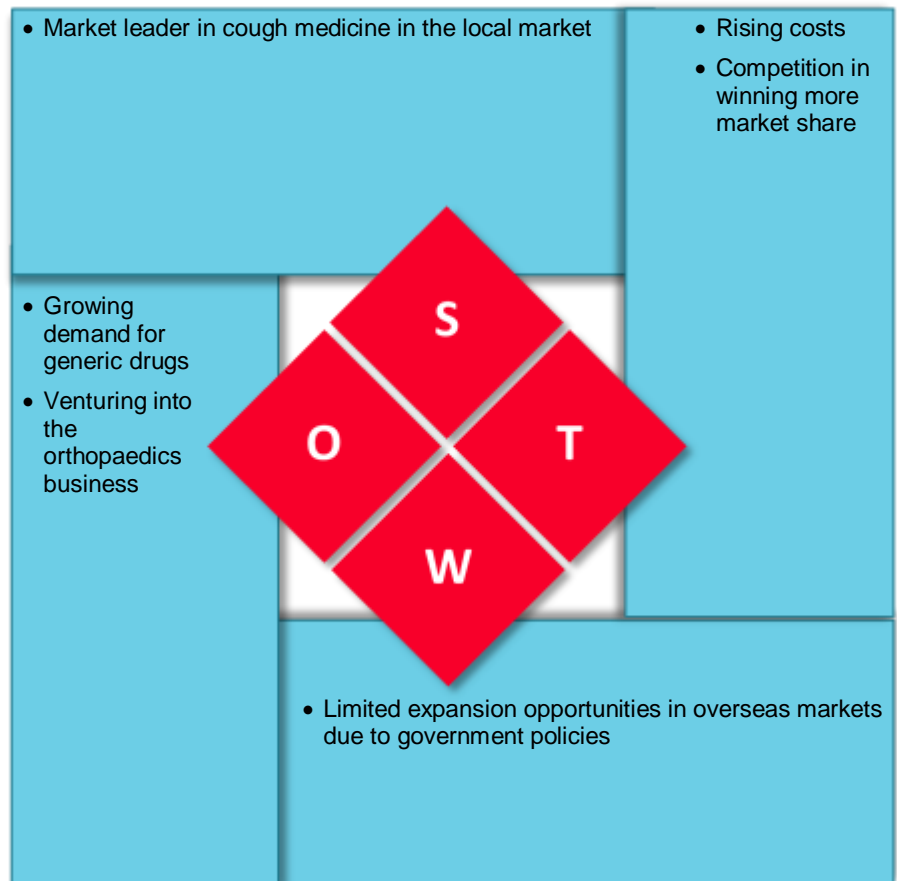 • Market leader in cough medicine in the local market
• Rising costs
• Competition in
winning more
market share
S
• Growing
demand for
generic drugs
• Venturing into
the
orthopaedics
business
O
T
W
• Limited expansion opportunities in overseas markets
due to government policies